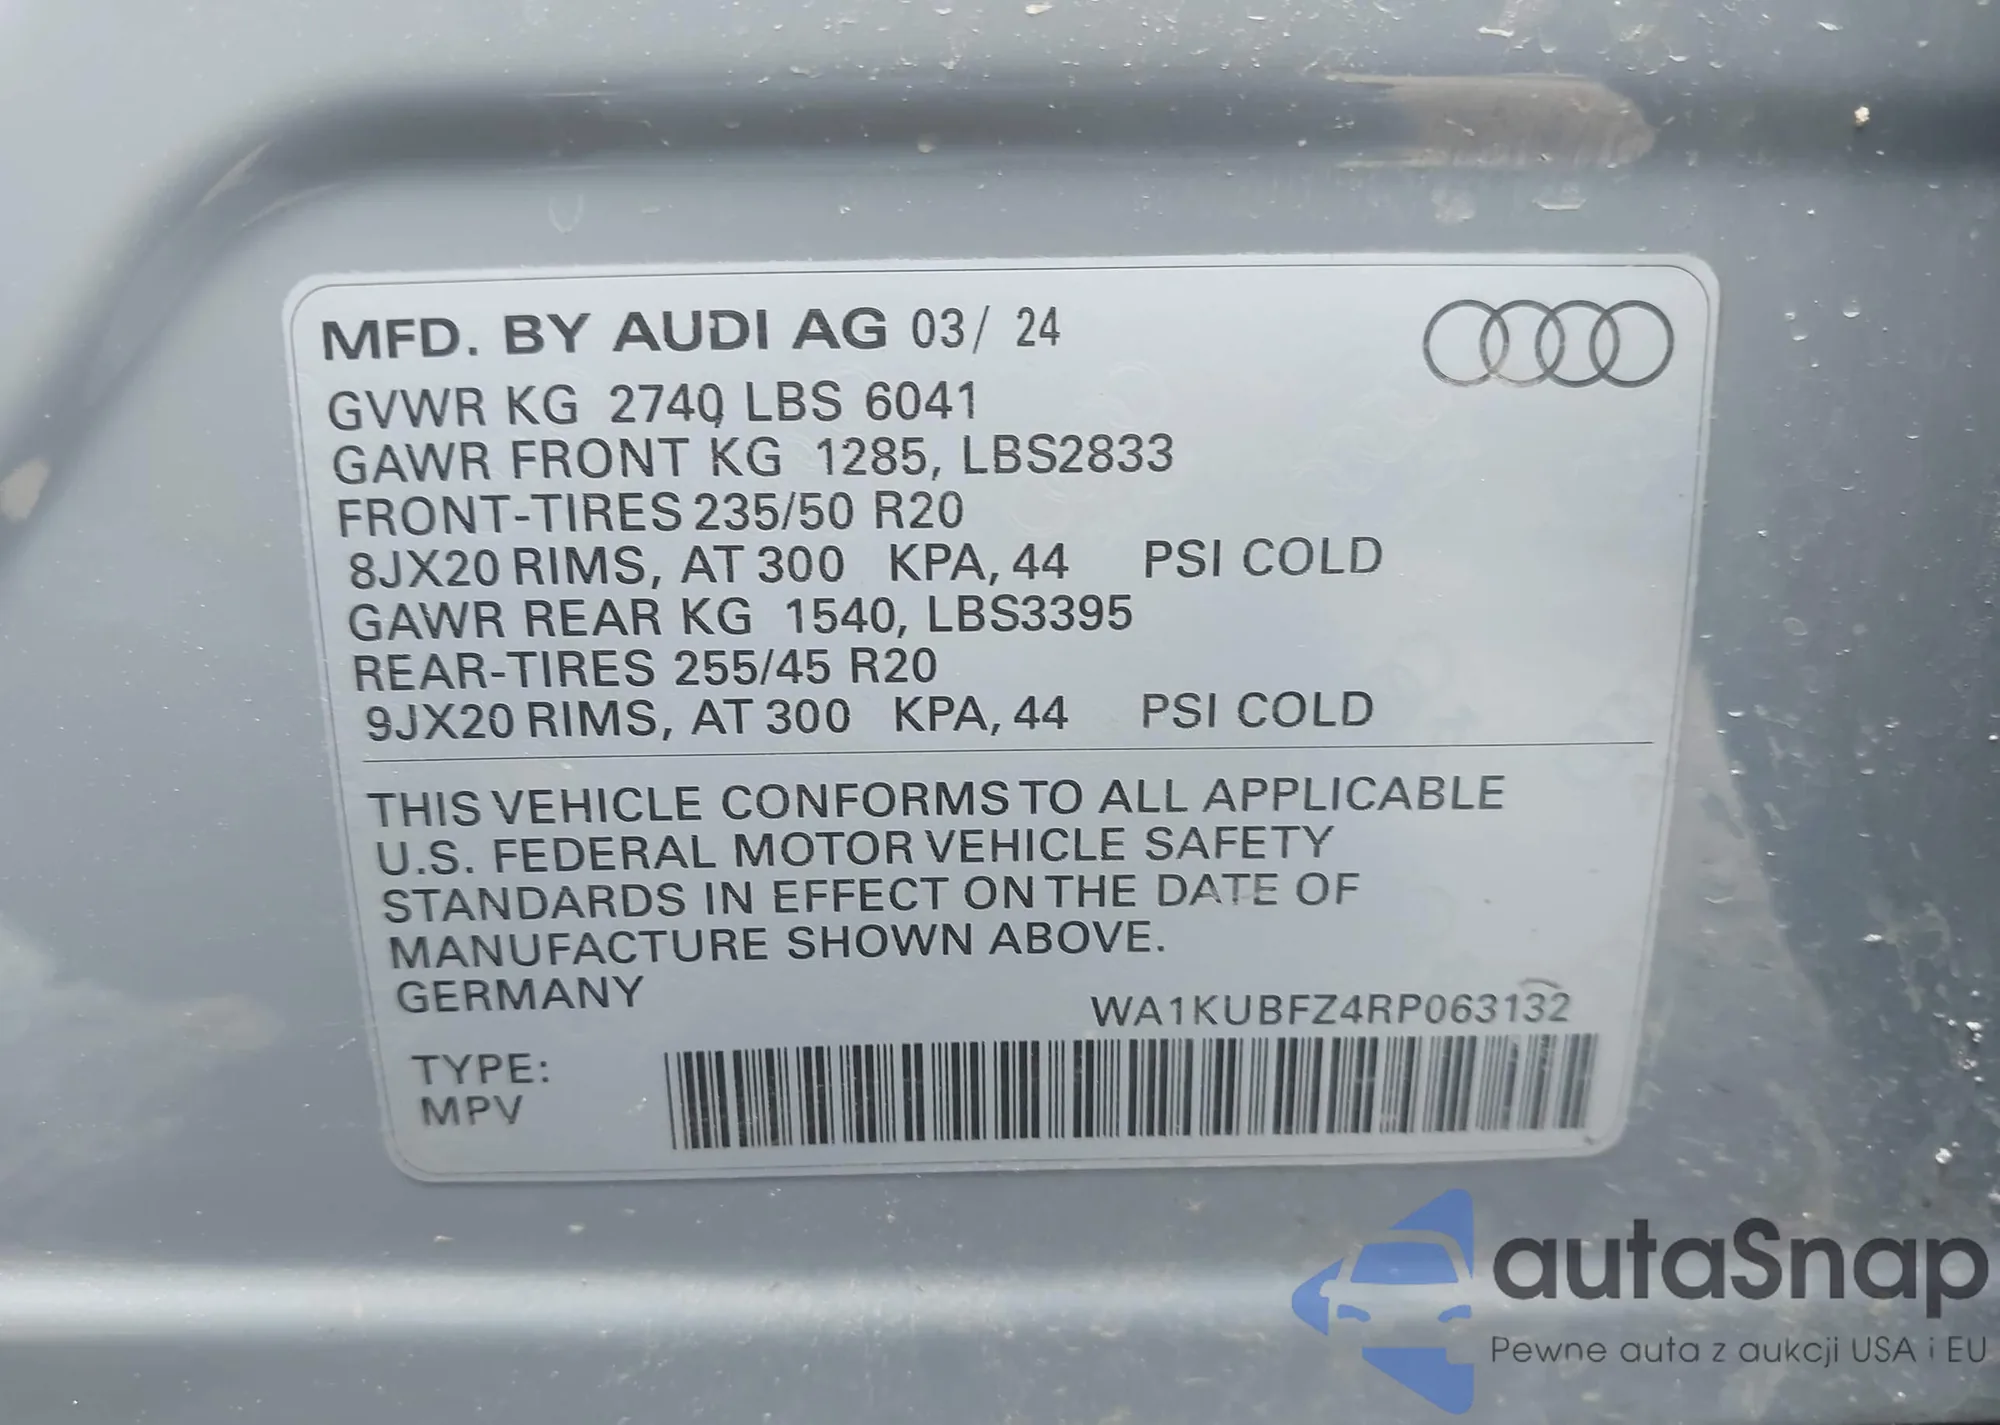 MFD. BY AUDI AG 03/ 24
GVWR KG 2740, LBS 6041
GAWR FRONT KG 1285, LBS2833
FRONT-TIRES 235/50 R20
8JX20 RIMS, AT 300 KPA, 44 PSI COLD
GAWR REAR KG 1540, LBS3395
REAR-TIRES 255/45 R20
9JX20 RIMS, AT 300 KPA, 44 PSI COLD
THIS VEHICLE CONFORMS TO ALL APPLICABLE
U.S. FEDERAL MOTOR VEHICLE SAFETY
STANDARDS IN EFFECT ON THE DATE OF
MANUFACTURE SHOWN ABOVE.
GERMANY
WA1KUBFZ4RP063132
TYPE:
MPV
autaSnap
Pewne auta z aukcji USA i EU